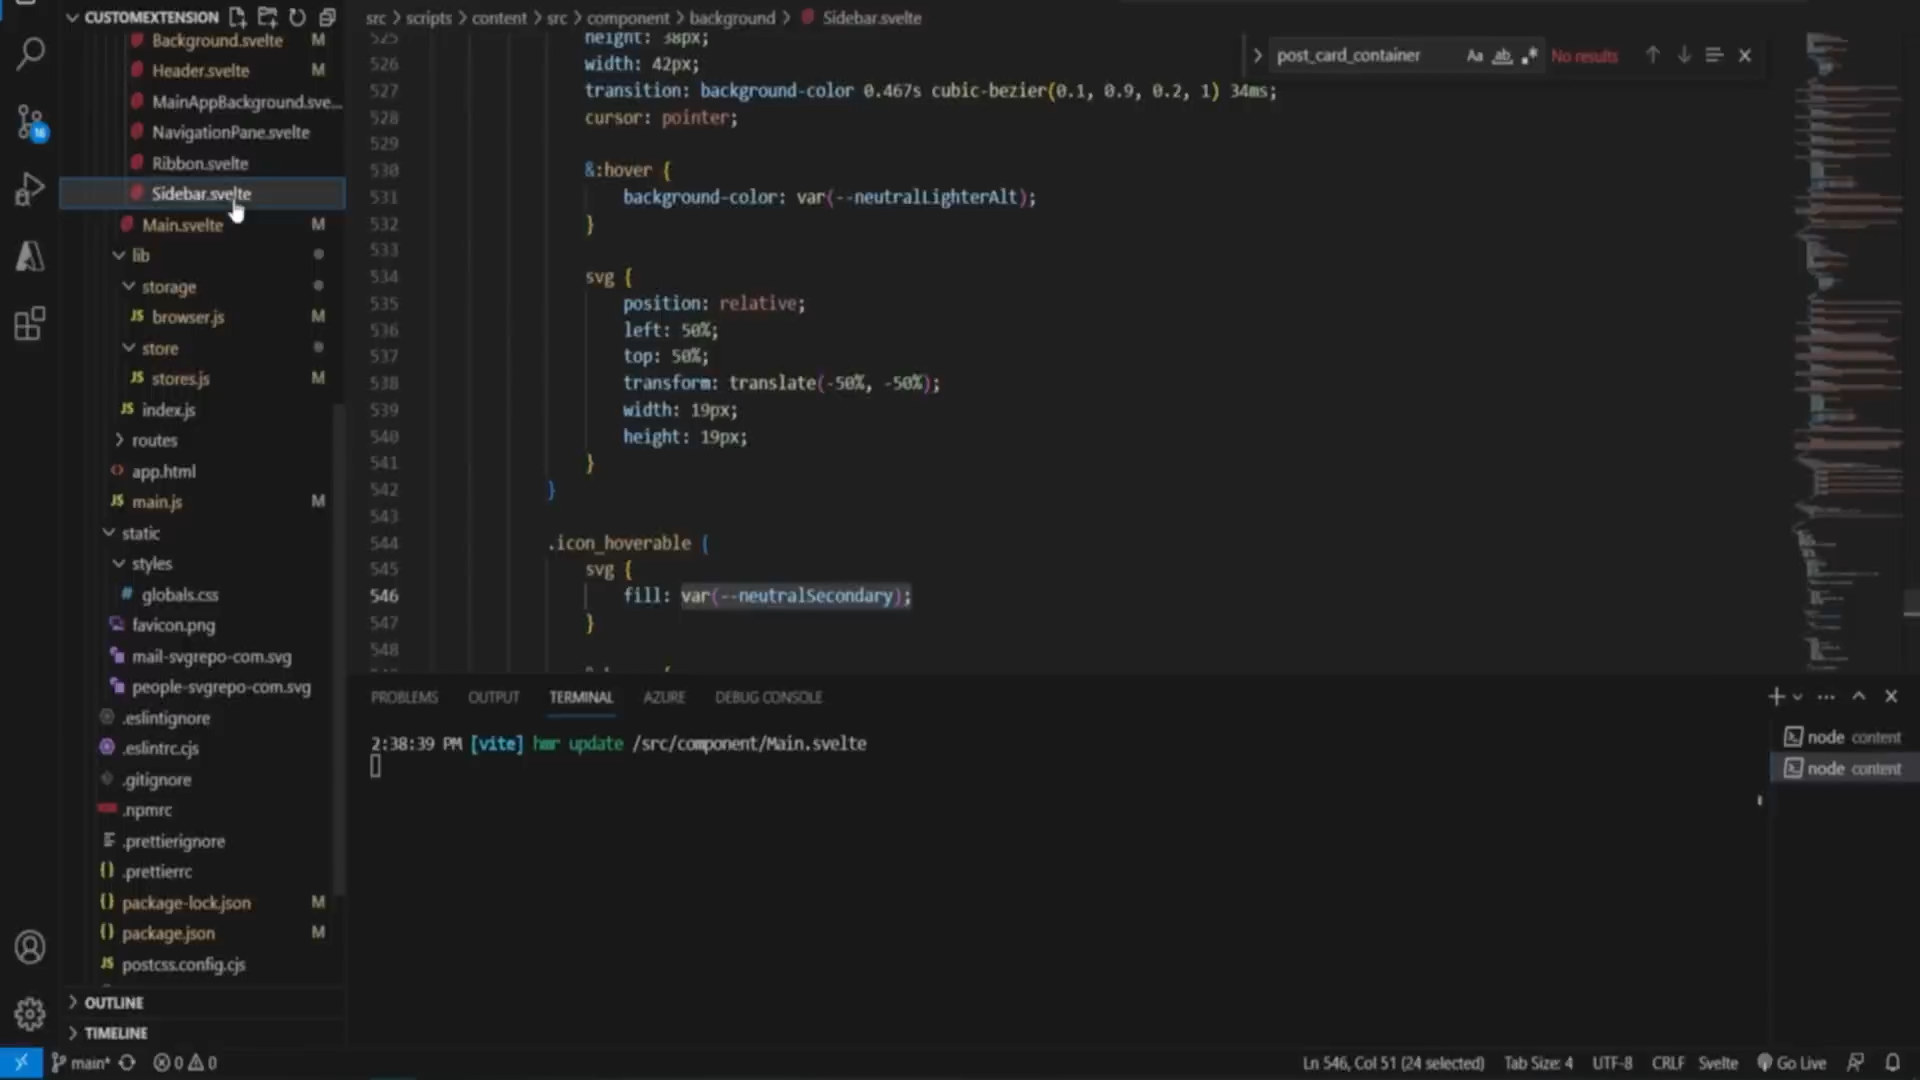 CUSTOMEXTENSION
Background.svelte M
Header.svelte M
MainAppBackground.sve...
NavigationPane.svelte
Ribbon.svelte
Sidebar.svelte
Main.svelte M
lib
storage
JS browser.js M
store
JS stores.js M
JS index.js
routes
app.html
JS main.js M
static
styles
# globals.css
favicon.png
mail-svgrepo-com.svg
people-svgrepo-com.svg
.eslintignore
.eslintrc.cjs
.gitignore
.npmrc
.prettierignore
{} .prettierrc
{} package-lock.json M
{} package.json M
JS postcss.config.cjs
OUTLINE
TIMELINE
src > scripts > content > src > component > background > Sidebar.svelte
post_card_container Aa ab .* No results
525 height: 38px;
526 width: 42px;
527 transition: background-color 0.467s cubic-bezier(0.1, 0.9, 0.2, 1) 34ms;
528 cursor: pointer;
529
530 &:hover {
531 background-color: var(--neutralLighterAlt);
532 }
533
534 svg {
535 position: relative;
536 left: 50%;
537 top: 50%;
538 transform: translate(-50%, -50%);
539 width: 19px;
540 height: 19px;
541 }
542 }
543
544 .icon_hoverable {
545 svg {
546 fill: var(--neutralSecondary);
547 }
548
PROBLEMS OUTPUT TERMINAL AZURE DEBUG CONSOLE
2:38:39 PM [vite] hmr update /src/component/Main.svelte
node content
node content
main* 0 0 Ln 546, Col 51 (24 selected) Tab Size: 4 UTF-8 CRLF Svelte Go Live